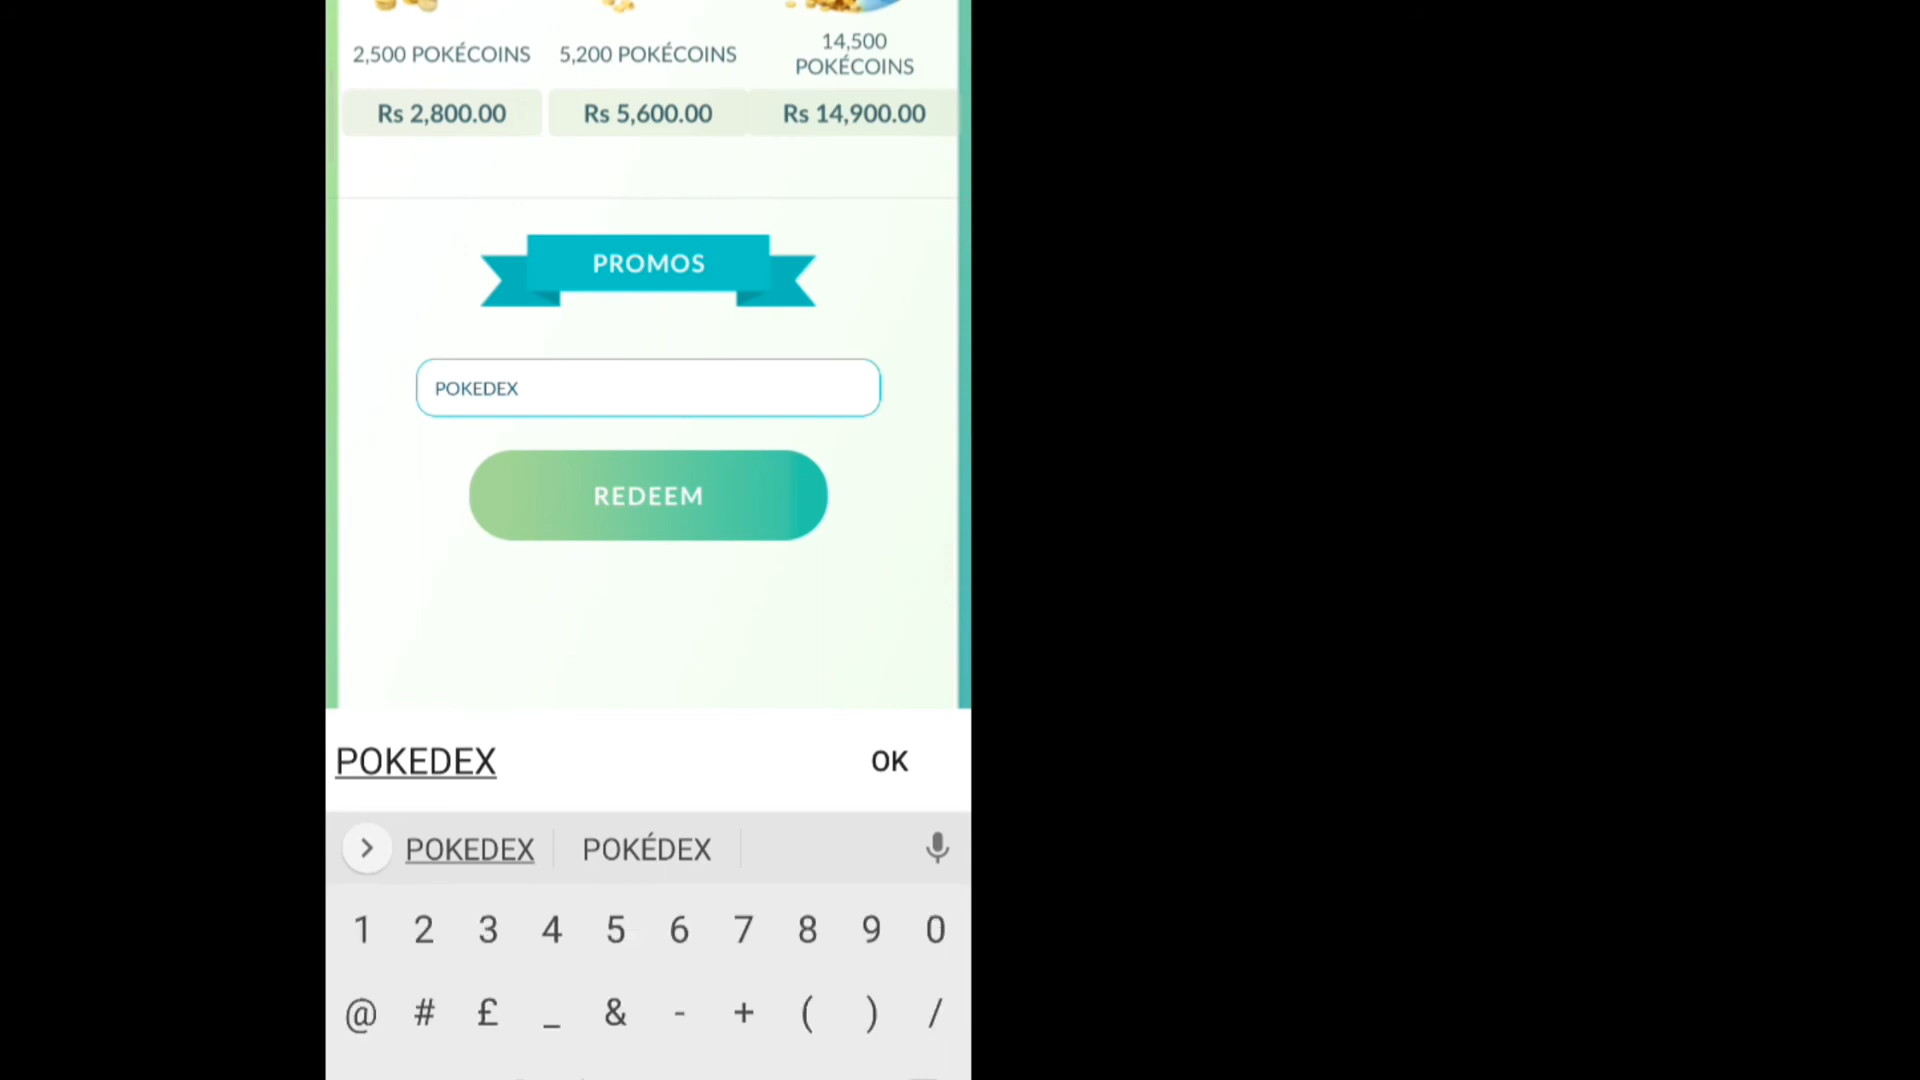 2,500 POKÉCOINS
5,200 POKÉCOINS
14,500
POKÉCOINS
Rs 2,800.00
Rs 5,600.00
Rs 14,900.00
PROMOS
POKEDEX
REDEEM
POKEDEX
OK
POKEDEX
POKÉDEX
1 2 3 4 5 6 7 8 9 0
@ # £ _ & - + ( ) /